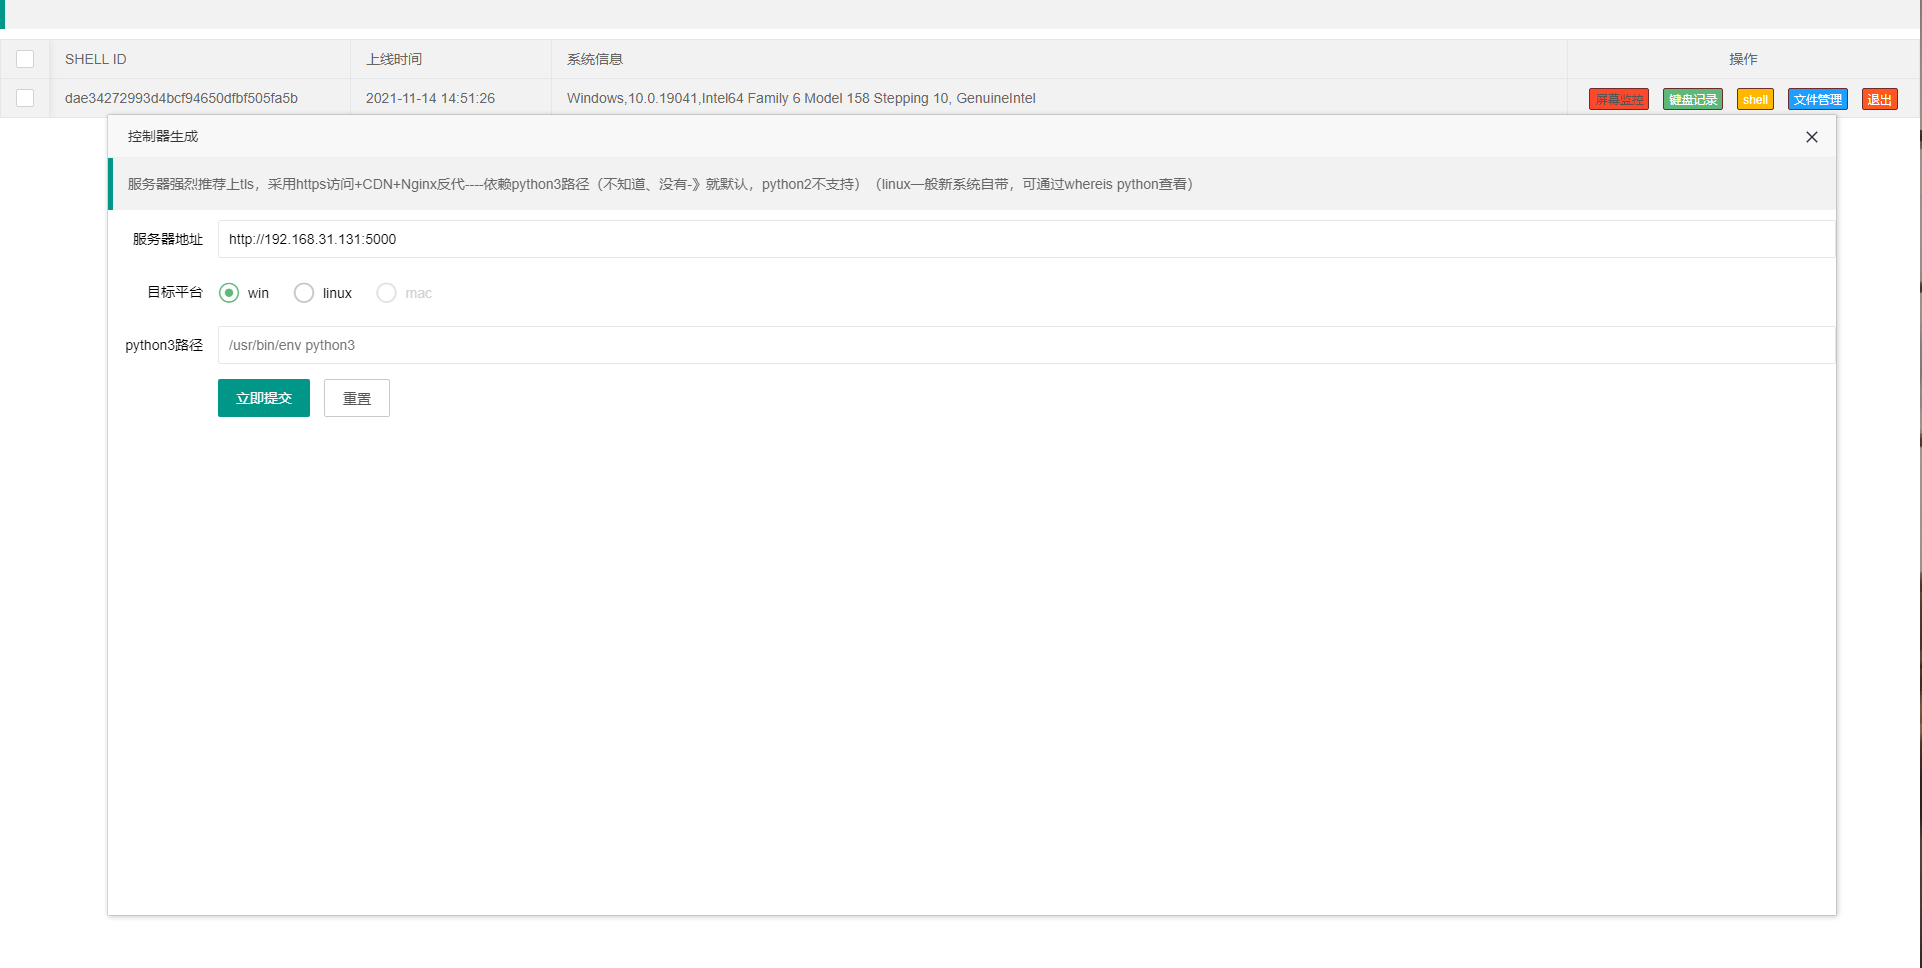 SHELL ID 上线时间 系统信息 操作
dae34272993d4bcf94650dfbf505fa5b 2021-11-14 14:51:26 Windows,10.0.19041,Intel64 Family 6 Model 158 Stepping 10, GenuineIntel 屏幕监控 键盘记录 shell 文件管理 退出
控制器生成
服务器强烈推荐上tls，采用https访问+CDN+Nginx反代----依赖python3路径（不知道、没有-》就默认，python2不支持）（linux一般新系统自带，可通过whereis python查看）
服务器地址 http://192.168.31.131:5000
目标平台 win linux mac
python3路径 /usr/bin/env python3
立即提交 重置